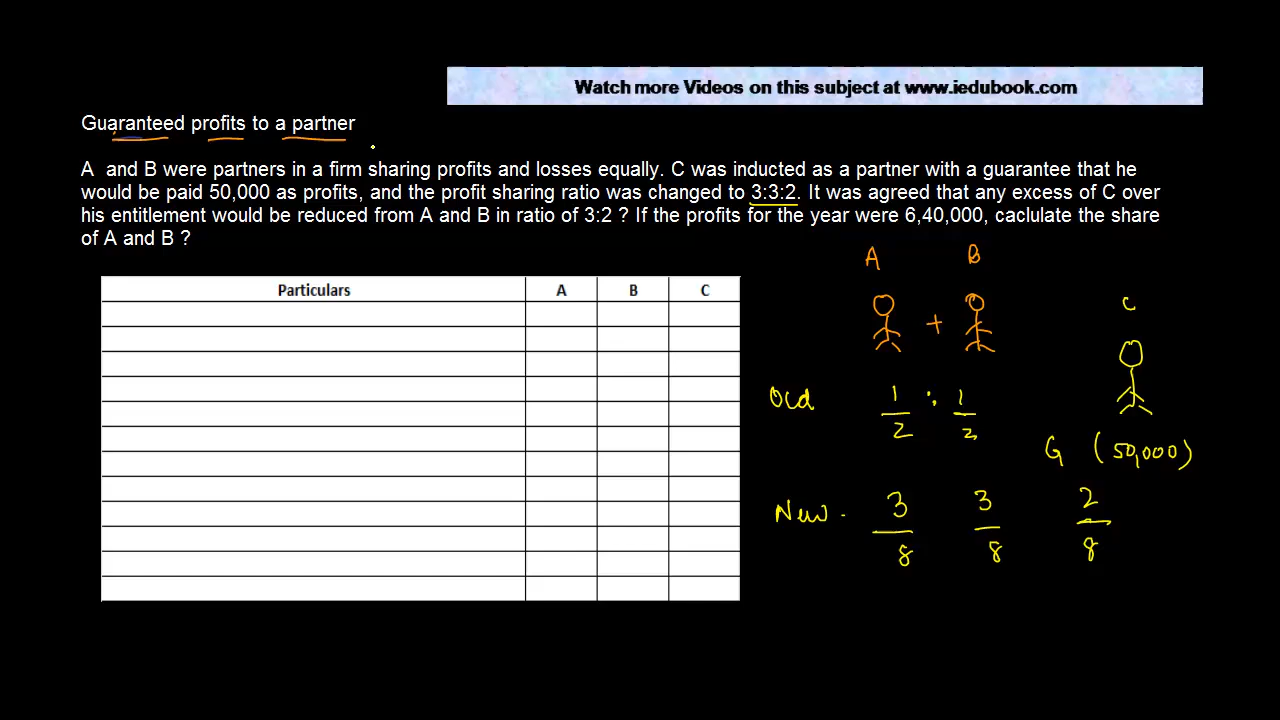 Watch more Videos on this subject at www.iedubook.com
Guaranteed profits to a partner
A and B were partners in a firm sharing profits and losses equally. C was inducted as a partner with a guarantee that he
would be paid 50,000 as profits, and the profit sharing ratio was changed to 3:3:2. It was agreed that any excess of C over
his entitlement would be reduced from A and B in ratio of 3:2 ? If the profits for the year were 6,40,000, caclulate the share
of A and B ?
A B
C
Particulars A B C
+
Old 1/2 : 1/2
G (50,000)
New. 3/8 3/8 2/8